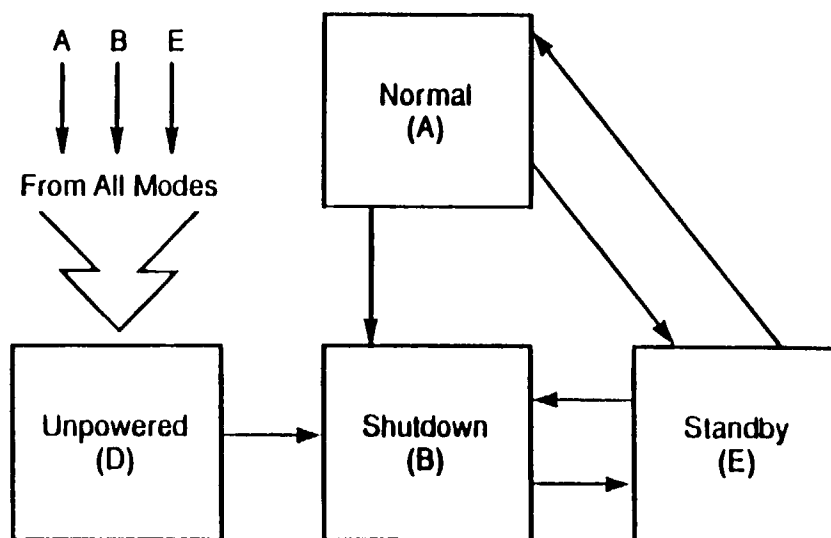 A B E
From All Modes
Normal
(A)
Unpowered
(D)
Shutdown
(B)
Standby
(E)